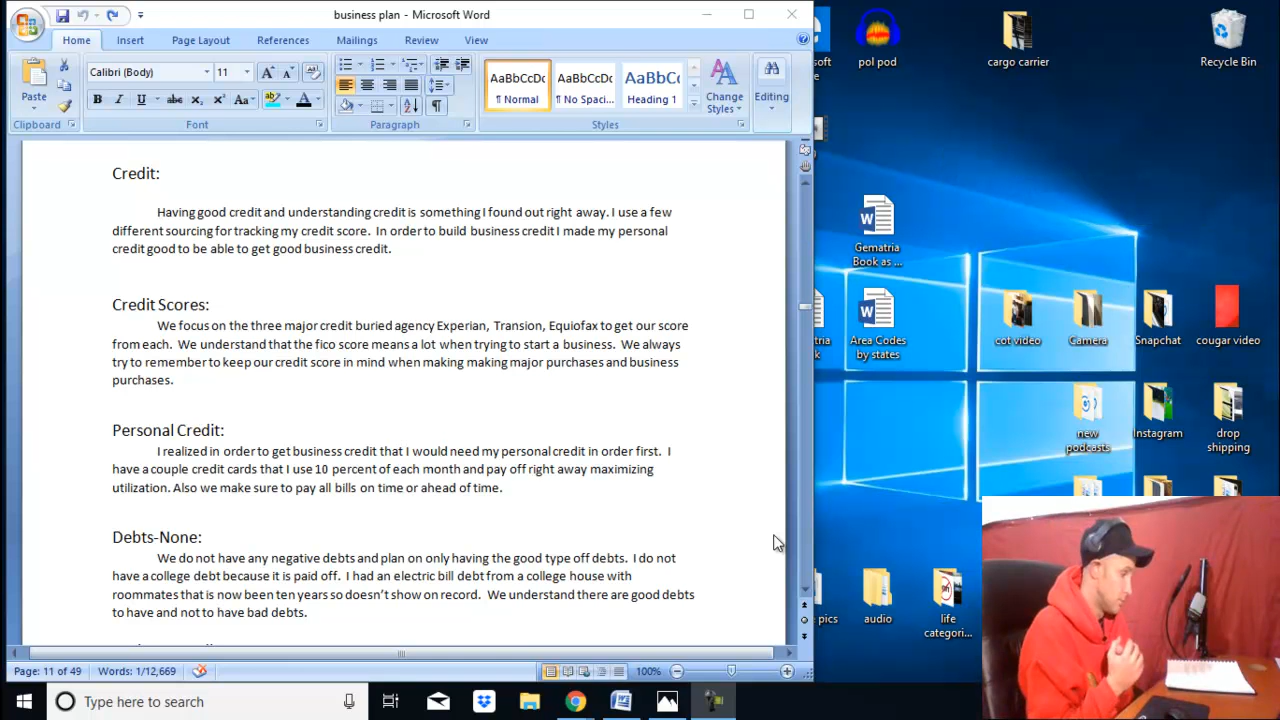 business plan - Microsoft Word
Home Insert Page Layout References Mailings Review View
Paste
Calibri (Body) 11
AaBbCcDc AaBbCcDc AaBbC
¶ Normal ¶ No Spaci... Heading 1
Change Styles
Editing
Clipboard Font Paragraph Styles
Credit:
Having good credit and understanding credit is something I found out right away. I use a few
different sourcing for tracking my credit score. In order to build business credit I made my personal
credit good to be able to get good business credit.
Credit Scores:
We focus on the three major credit buried agency Experian, Transion, Equiofax to get our score
from each. We understand that the fico score means a lot when trying to start a business. We always
try to remember to keep our credit score in mind when making making major purchases and business
purchases.
Personal Credit:
I realized in order to get business credit that I would need my personal credit in order first. I
have a couple credit cards that I use 10 percent of each month and pay off right away maximizing
utilization. Also we make sure to pay all bills on time or ahead of time.
Debts-None:
We do not have any negative debts and plan on only having the good type off debts. I do not
have a college debt because it is paid off. I had an electric bill debt from a college house with
roommates that is now been ten years so doesn't show on record. We understand there are good debts
to have and not to have bad debts.
Page: 11 of 49 Words: 1/12,669 100%
Type here to search
pol pod
cargo carrier
Recycle Bin
Gematria
Book as ...
Area Codes
by states
cot video
Camera
Snapchat
cougar video
new
podcasts
Instagram
drop
shipping
pics
audio
life
categori...